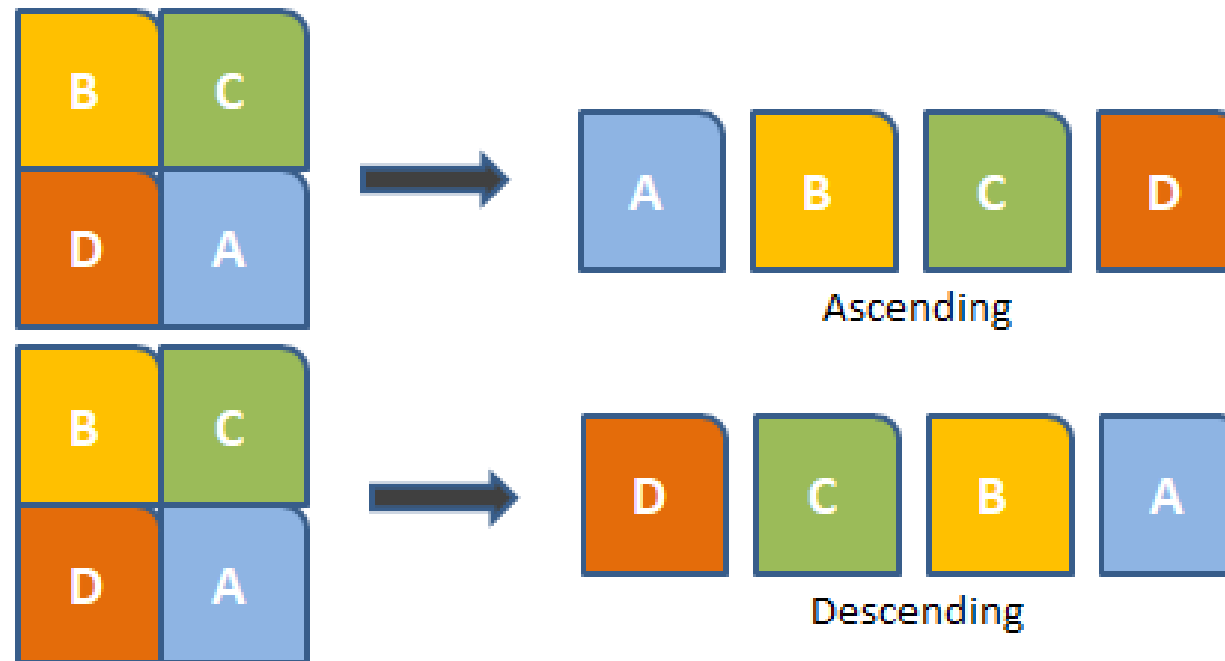 B C
D A
A B C D
Ascending
B C
D A
D C B A
Descending